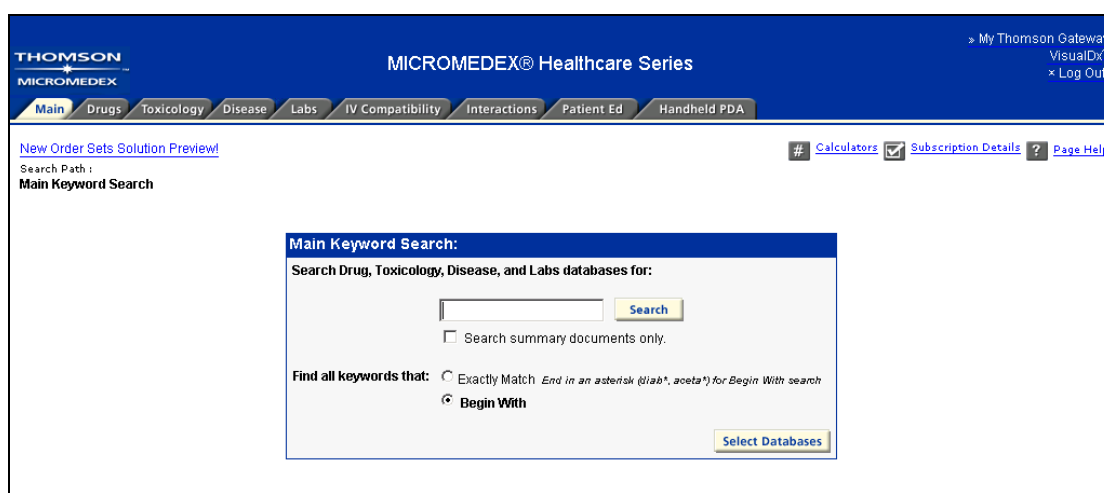 THOMSON
MICROMEDEX
MICROMEDEX® Healthcare Series
» My Thomson Gateway
VisualDx
× Log Out
Main Drugs Toxicology Disease Labs IV Compatibility Interactions Patient Ed Handheld PDA
New Order Sets Solution Preview!
# Calculators Subscription Details ? Page Help
Search Path :
Main Keyword Search
Main Keyword Search:
Search Drug, Toxicology, Disease, and Labs databases for:
Search
Search summary documents only.
Find all keywords that: Exactly Match End in an asterisk (diab*, aceta*) for Begin With search
Begin With
Select Databases